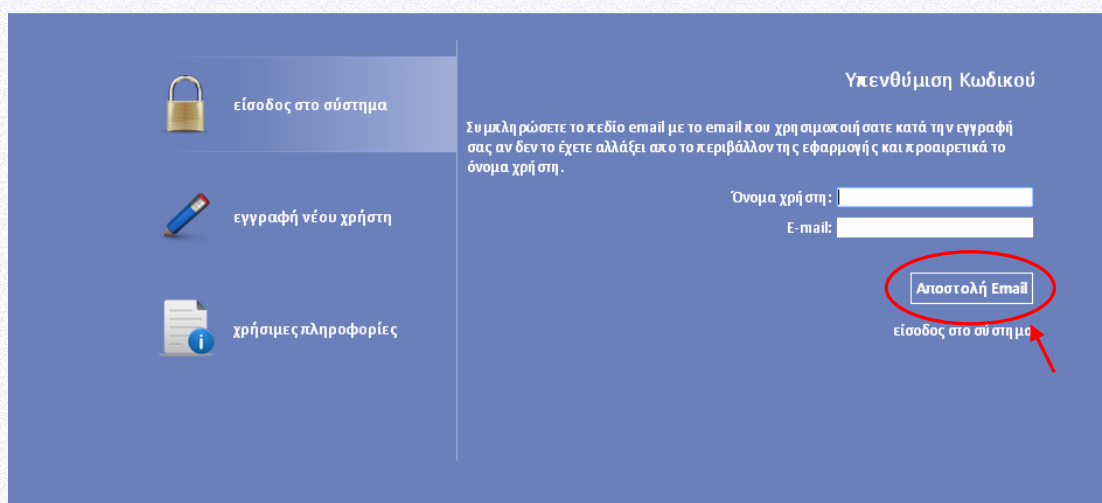 είσοδος στο σύστημα
εγγραφή νέου χρήστη
χρήσιμες πληροφορίες
Υπενθύμιση Κωδικού
Συμπληρώσετε το πεδίο email με το email που χρησιμοποιήσατε κατά την εγγραφή
σας αν δεν το έχετε αλλάξει απο το περιβάλλον της εφαρμογής και προαιρετικά το
όνομα χρήστη.
Όνομα χρήστη:
E-mail:
Αποστολή Email
είσοδος στο σύστημα